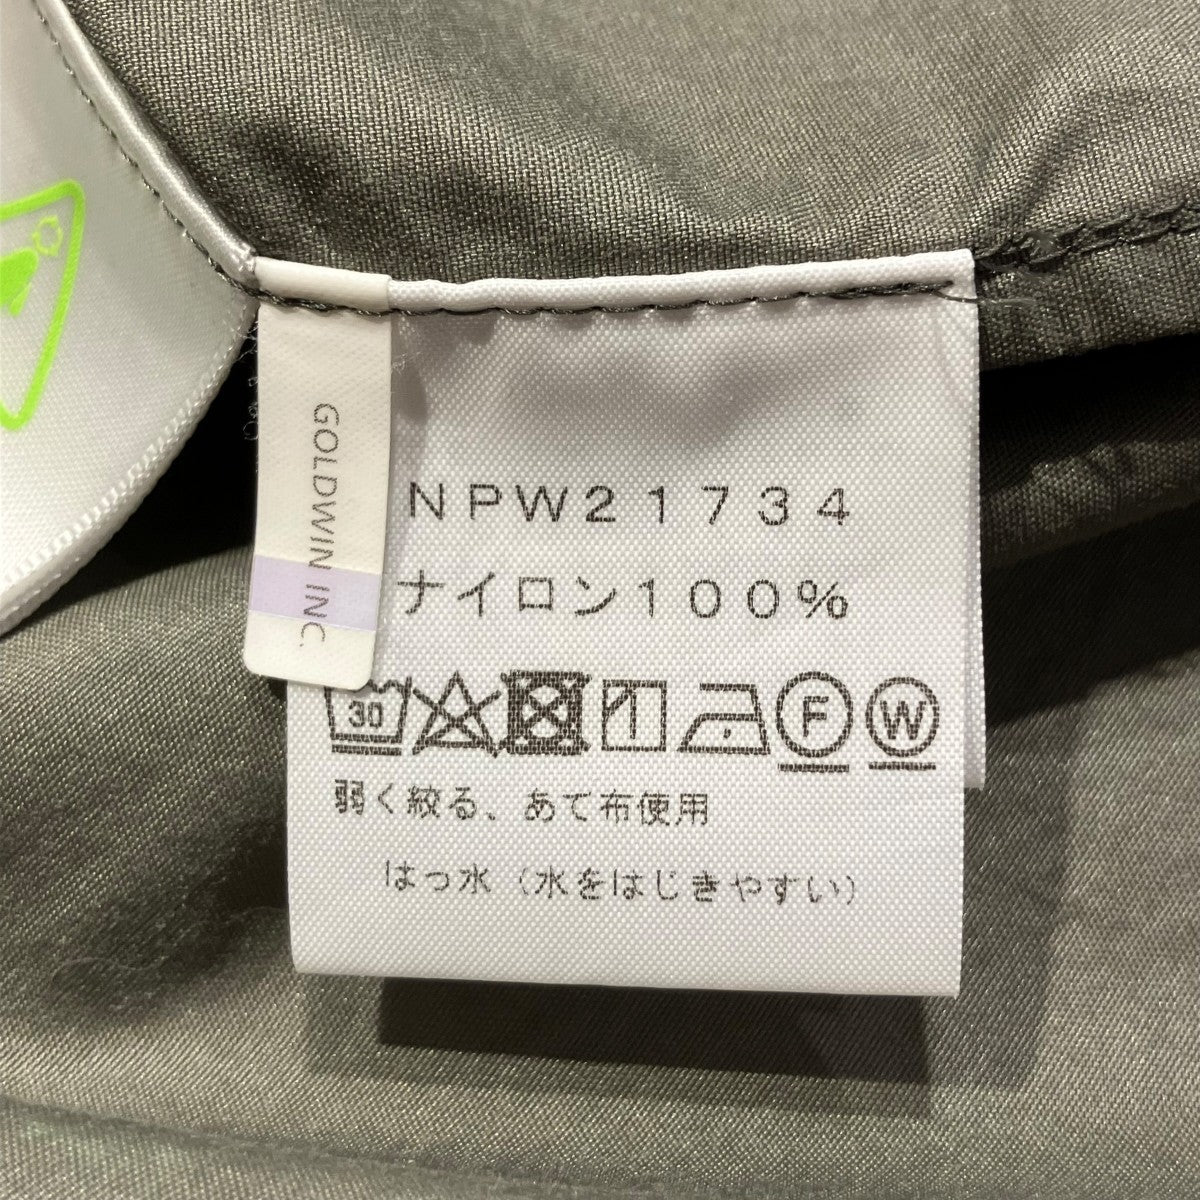 GOLDWIN INC.
NPW21734
ナイロン100%
30 F W
弱く絞る、あて布使用
はっ水（水をはじきやすい）